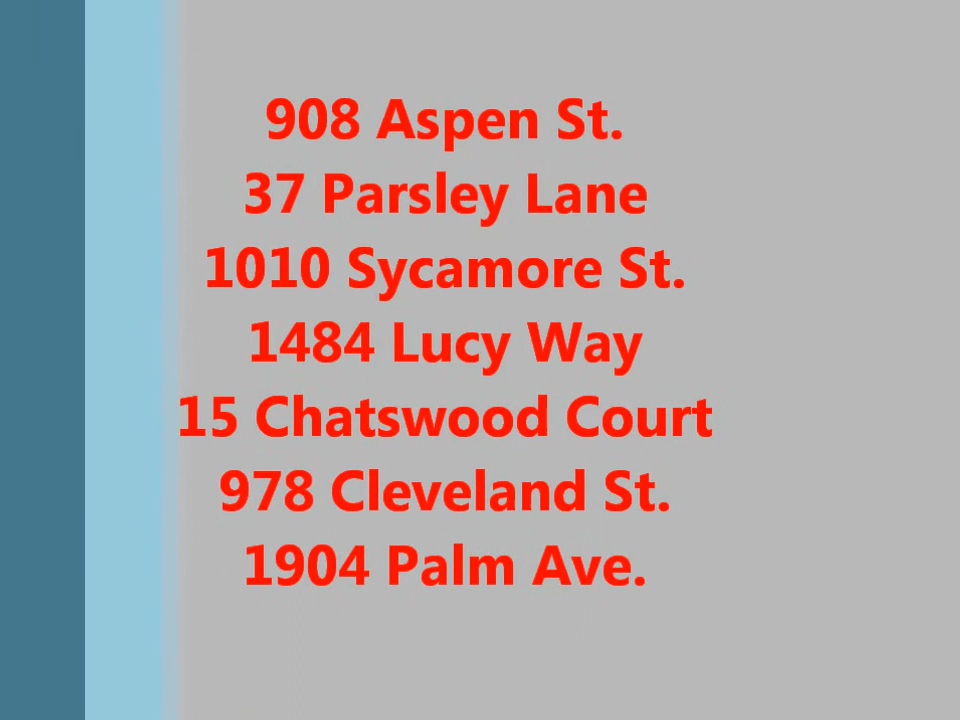 908 Aspen St.
37 Parsley Lane
1010 Sycamore St.
1484 Lucy Way
15 Chatswood Court
978 Cleveland St.
1904 Palm Ave.